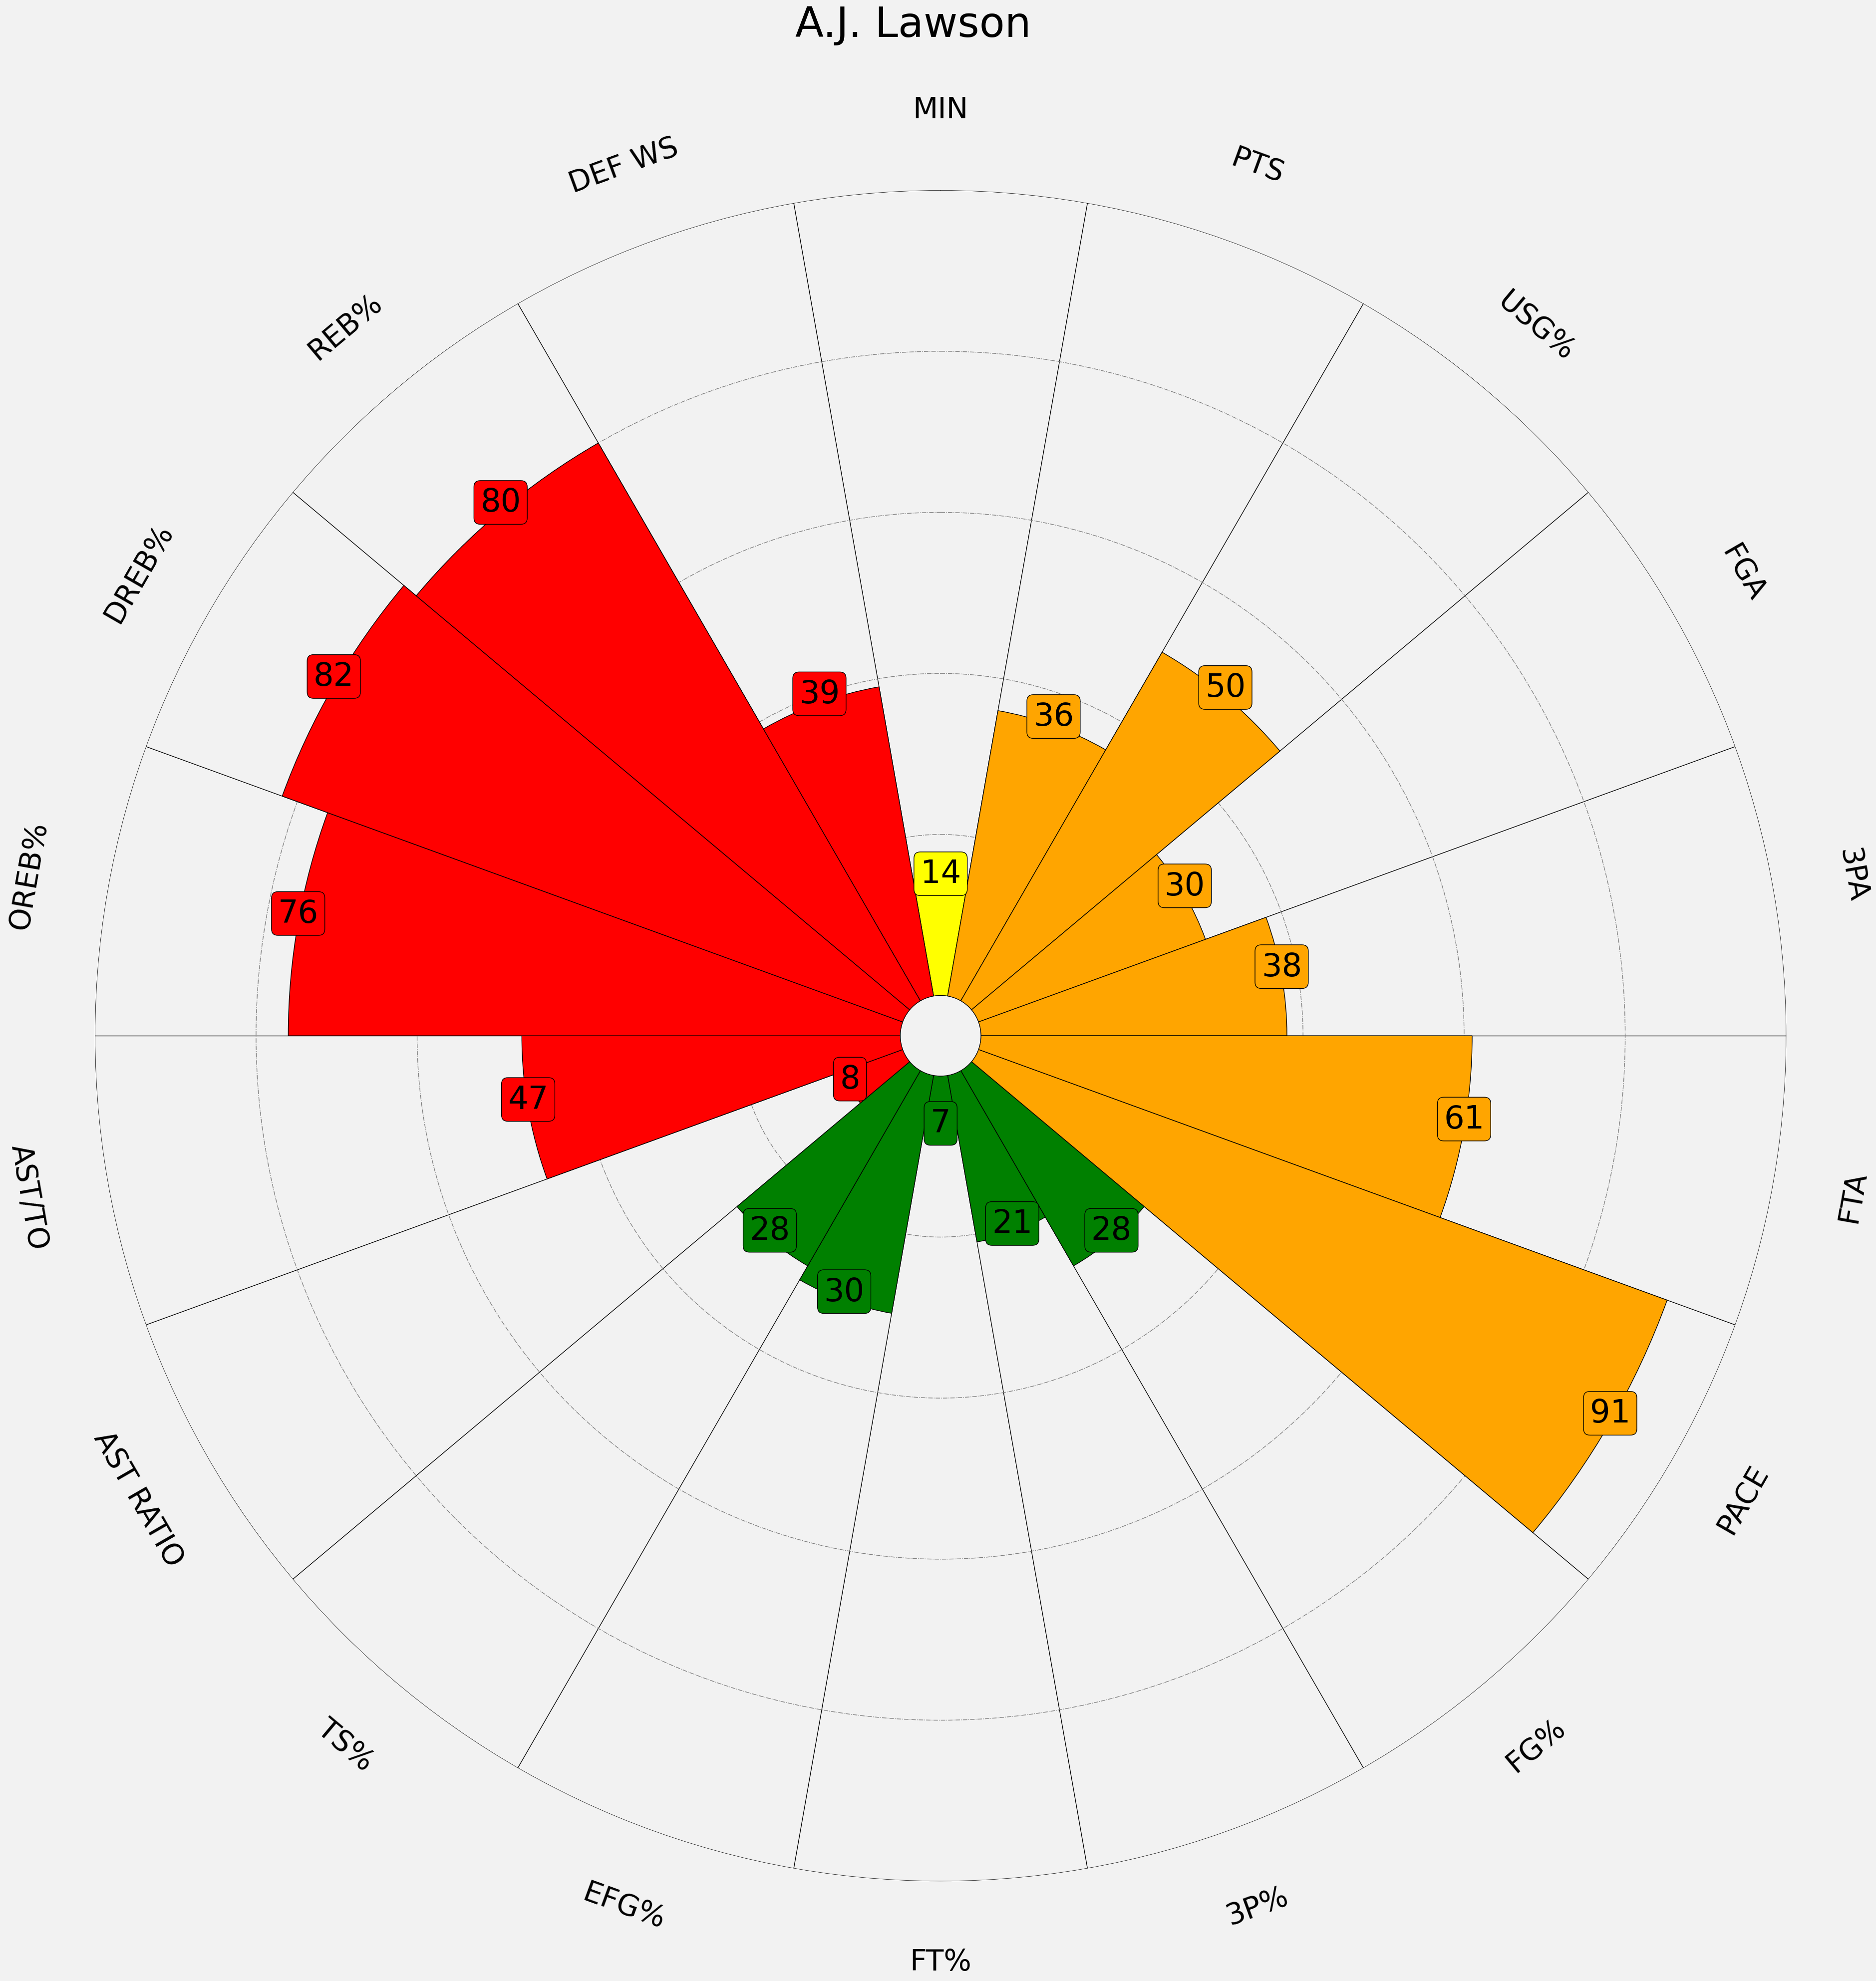 A.J. Lawson
MIN
PTS
USG%
FGA
3PA
FTA
PACE
FG%
3P%
FT%
EFG%
TS%
AST RATIO
AST/TO
OREB%
DREB%
REB%
DEF WS
14
36
50
30
38
61
91
28
21
7
30
28
8
47
76
82
80
39